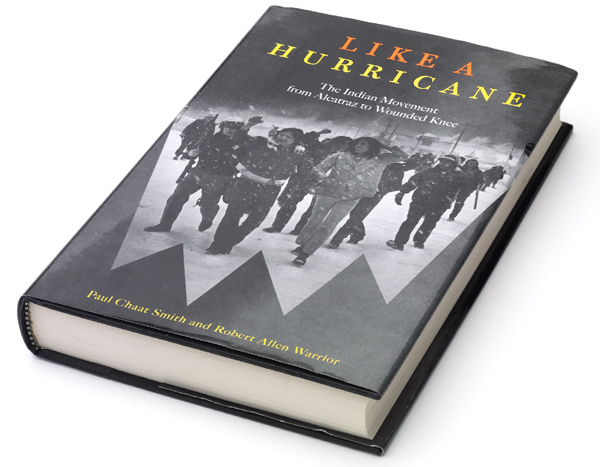 LIKE A
HURRICANE
The Indian Movement
from Alcatraz to Wounded Knee
Paul Chaat Smith and Robert Allen Warrior